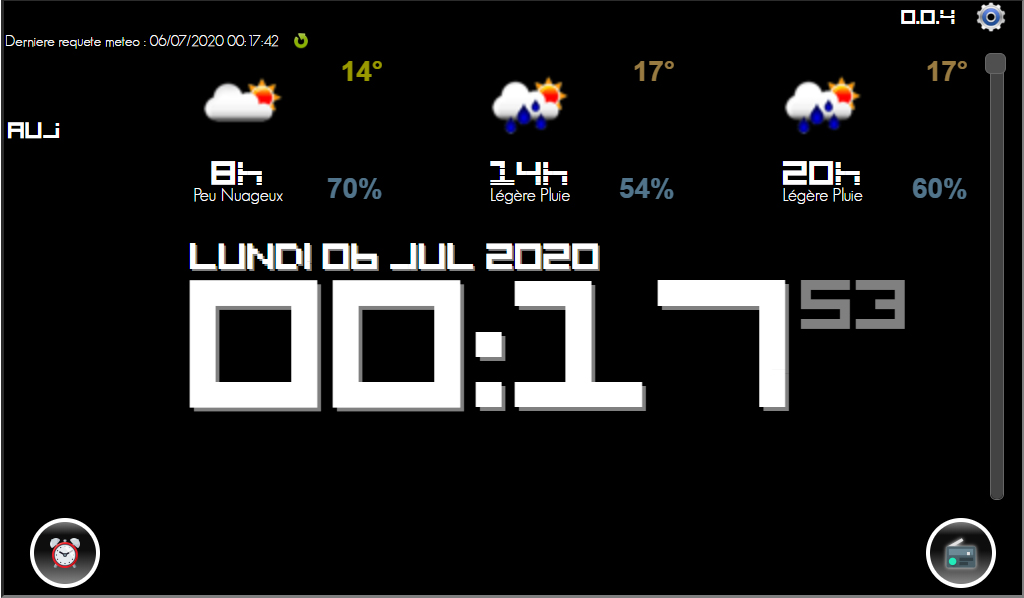 0.0.4
Derniere requete meteo : 06/07/2020 00:17:42
14° 17° 17°
AUj
8h 14h 20h
Peu Nuageux 70% Légère Pluie 54% Légère Pluie 60%
LUNDI 06 JUL 2020
00:17 53